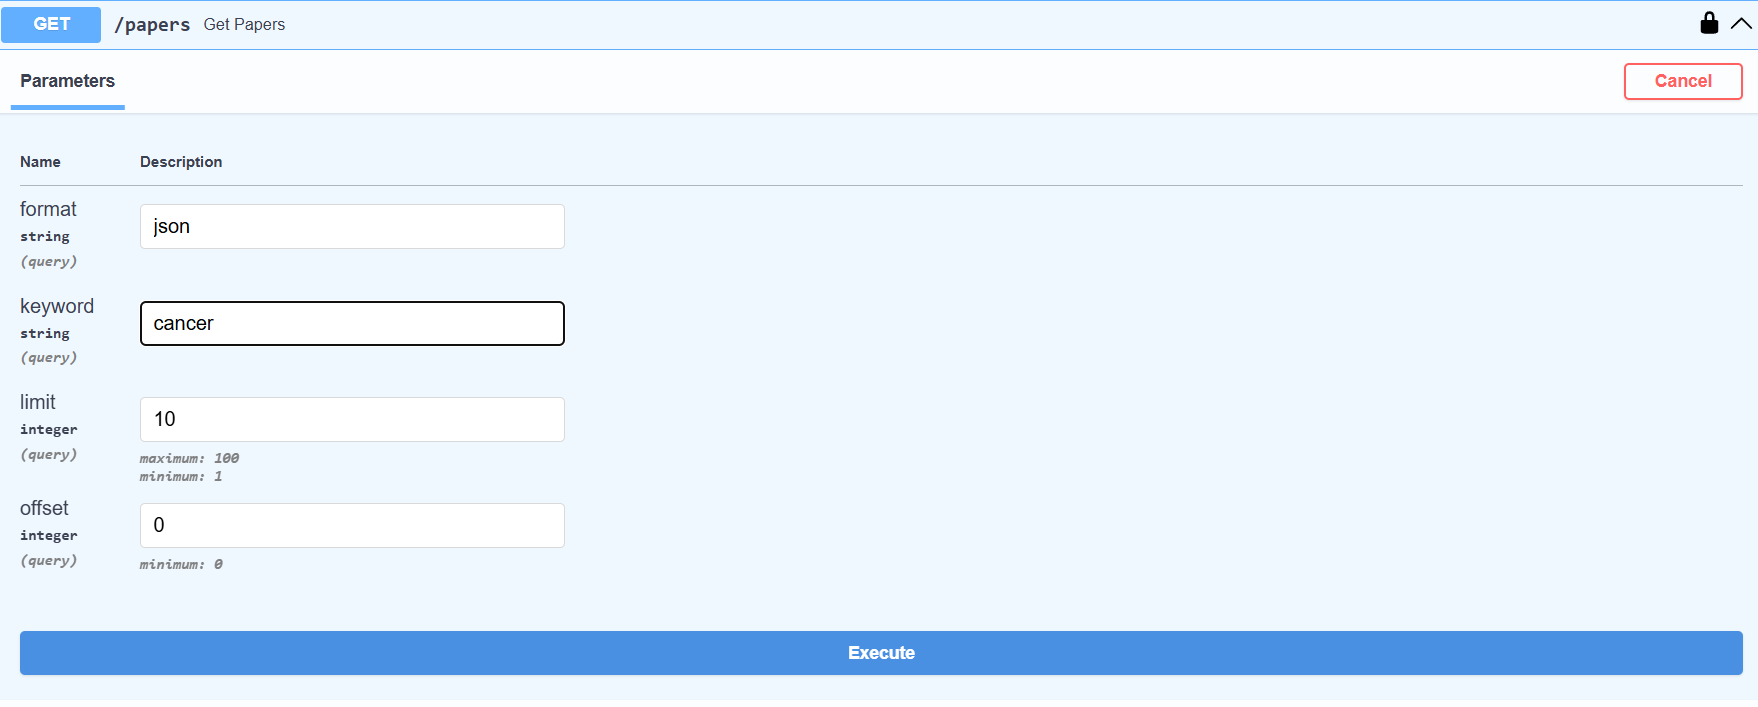 GET /papers Get Papers
Parameters
Cancel
Name Description
format
string
(query)
json
keyword
string
(query)
cancer
limit
integer
(query)
10
maximum: 100
minimum: 1
offset
integer
(query)
0
minimum: 0
Execute